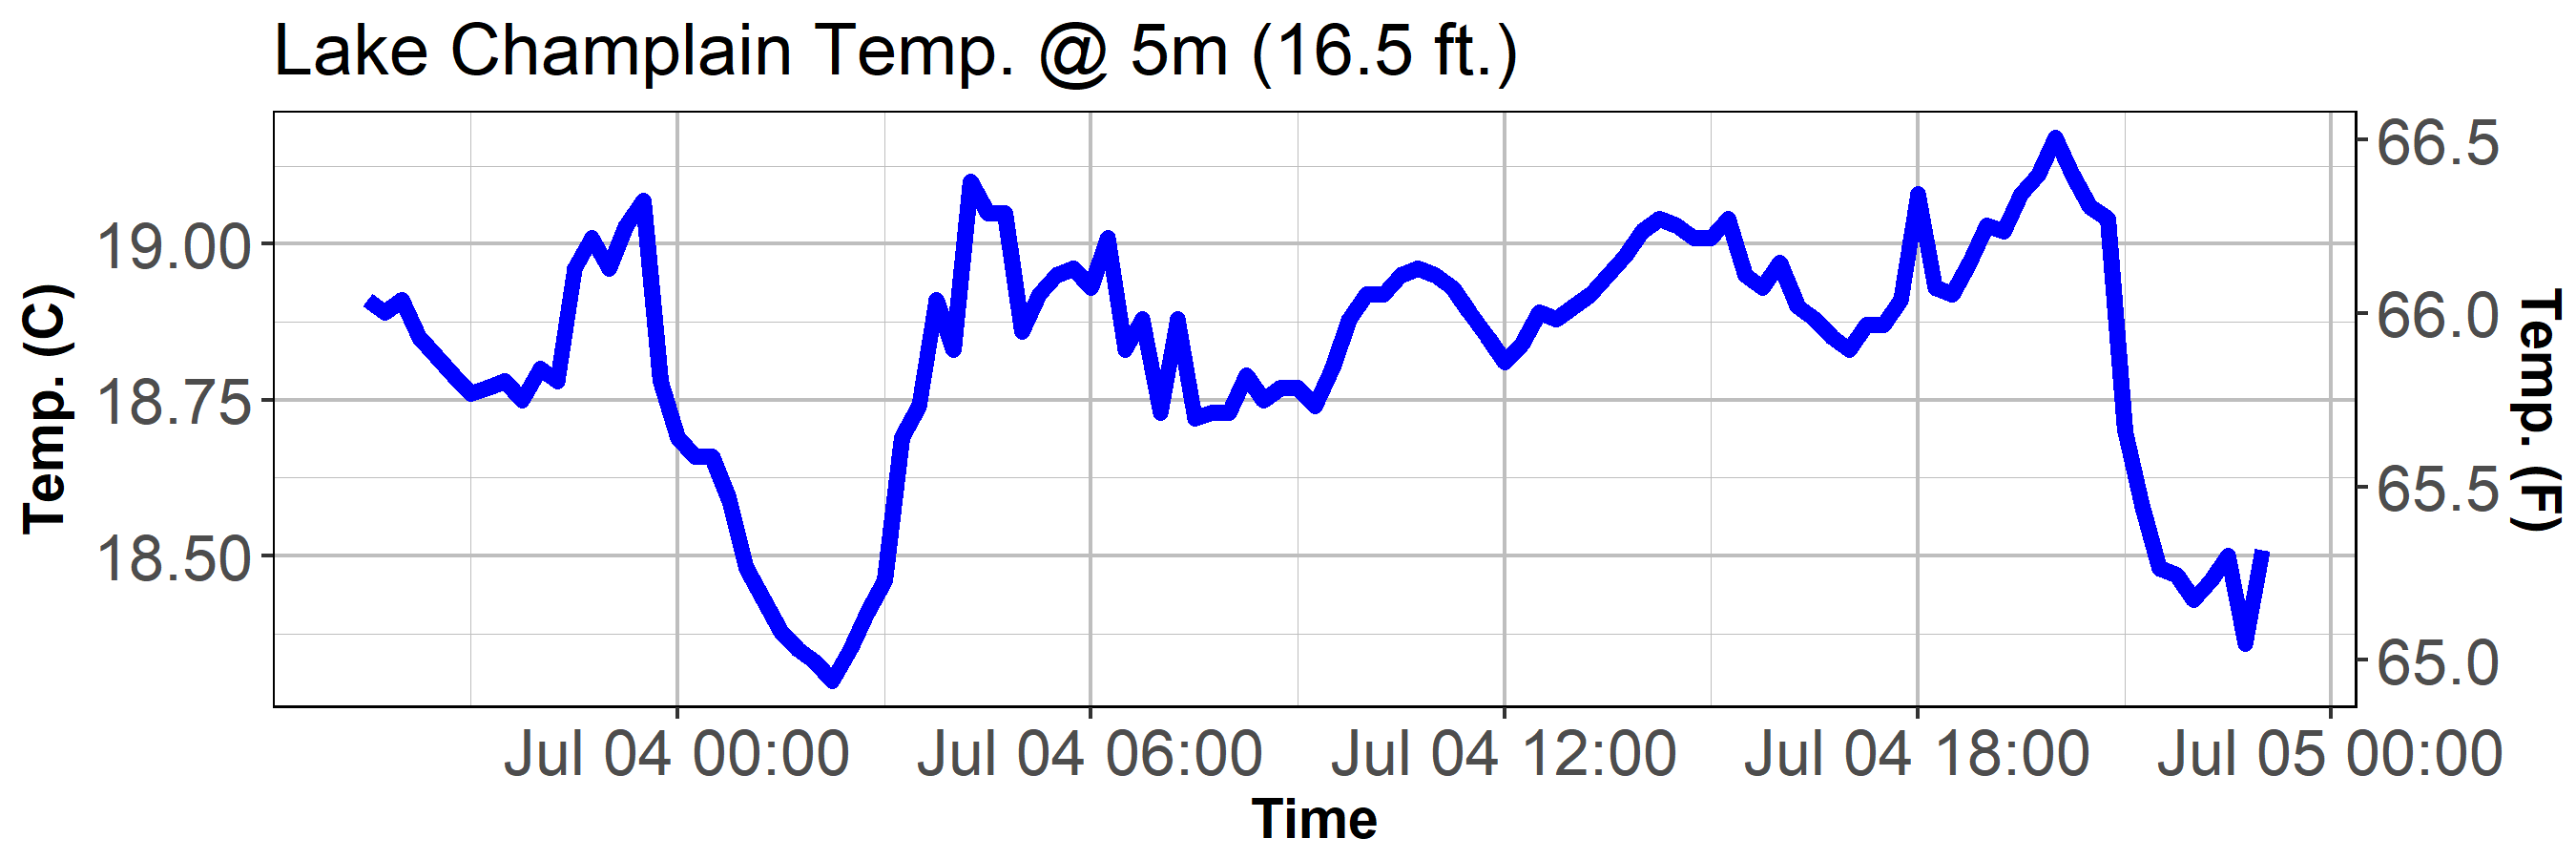 Lake Champlain Temp. @ 5m (16.5 ft.)
Temp. (C)
19.00
18.75
18.50
66.5
66.0
65.5
65.0
Temp. (F)
Jul 04 00:00 Jul 04 06:00 Jul 04 12:00 Jul 04 18:00 Jul 05 00:00
Time